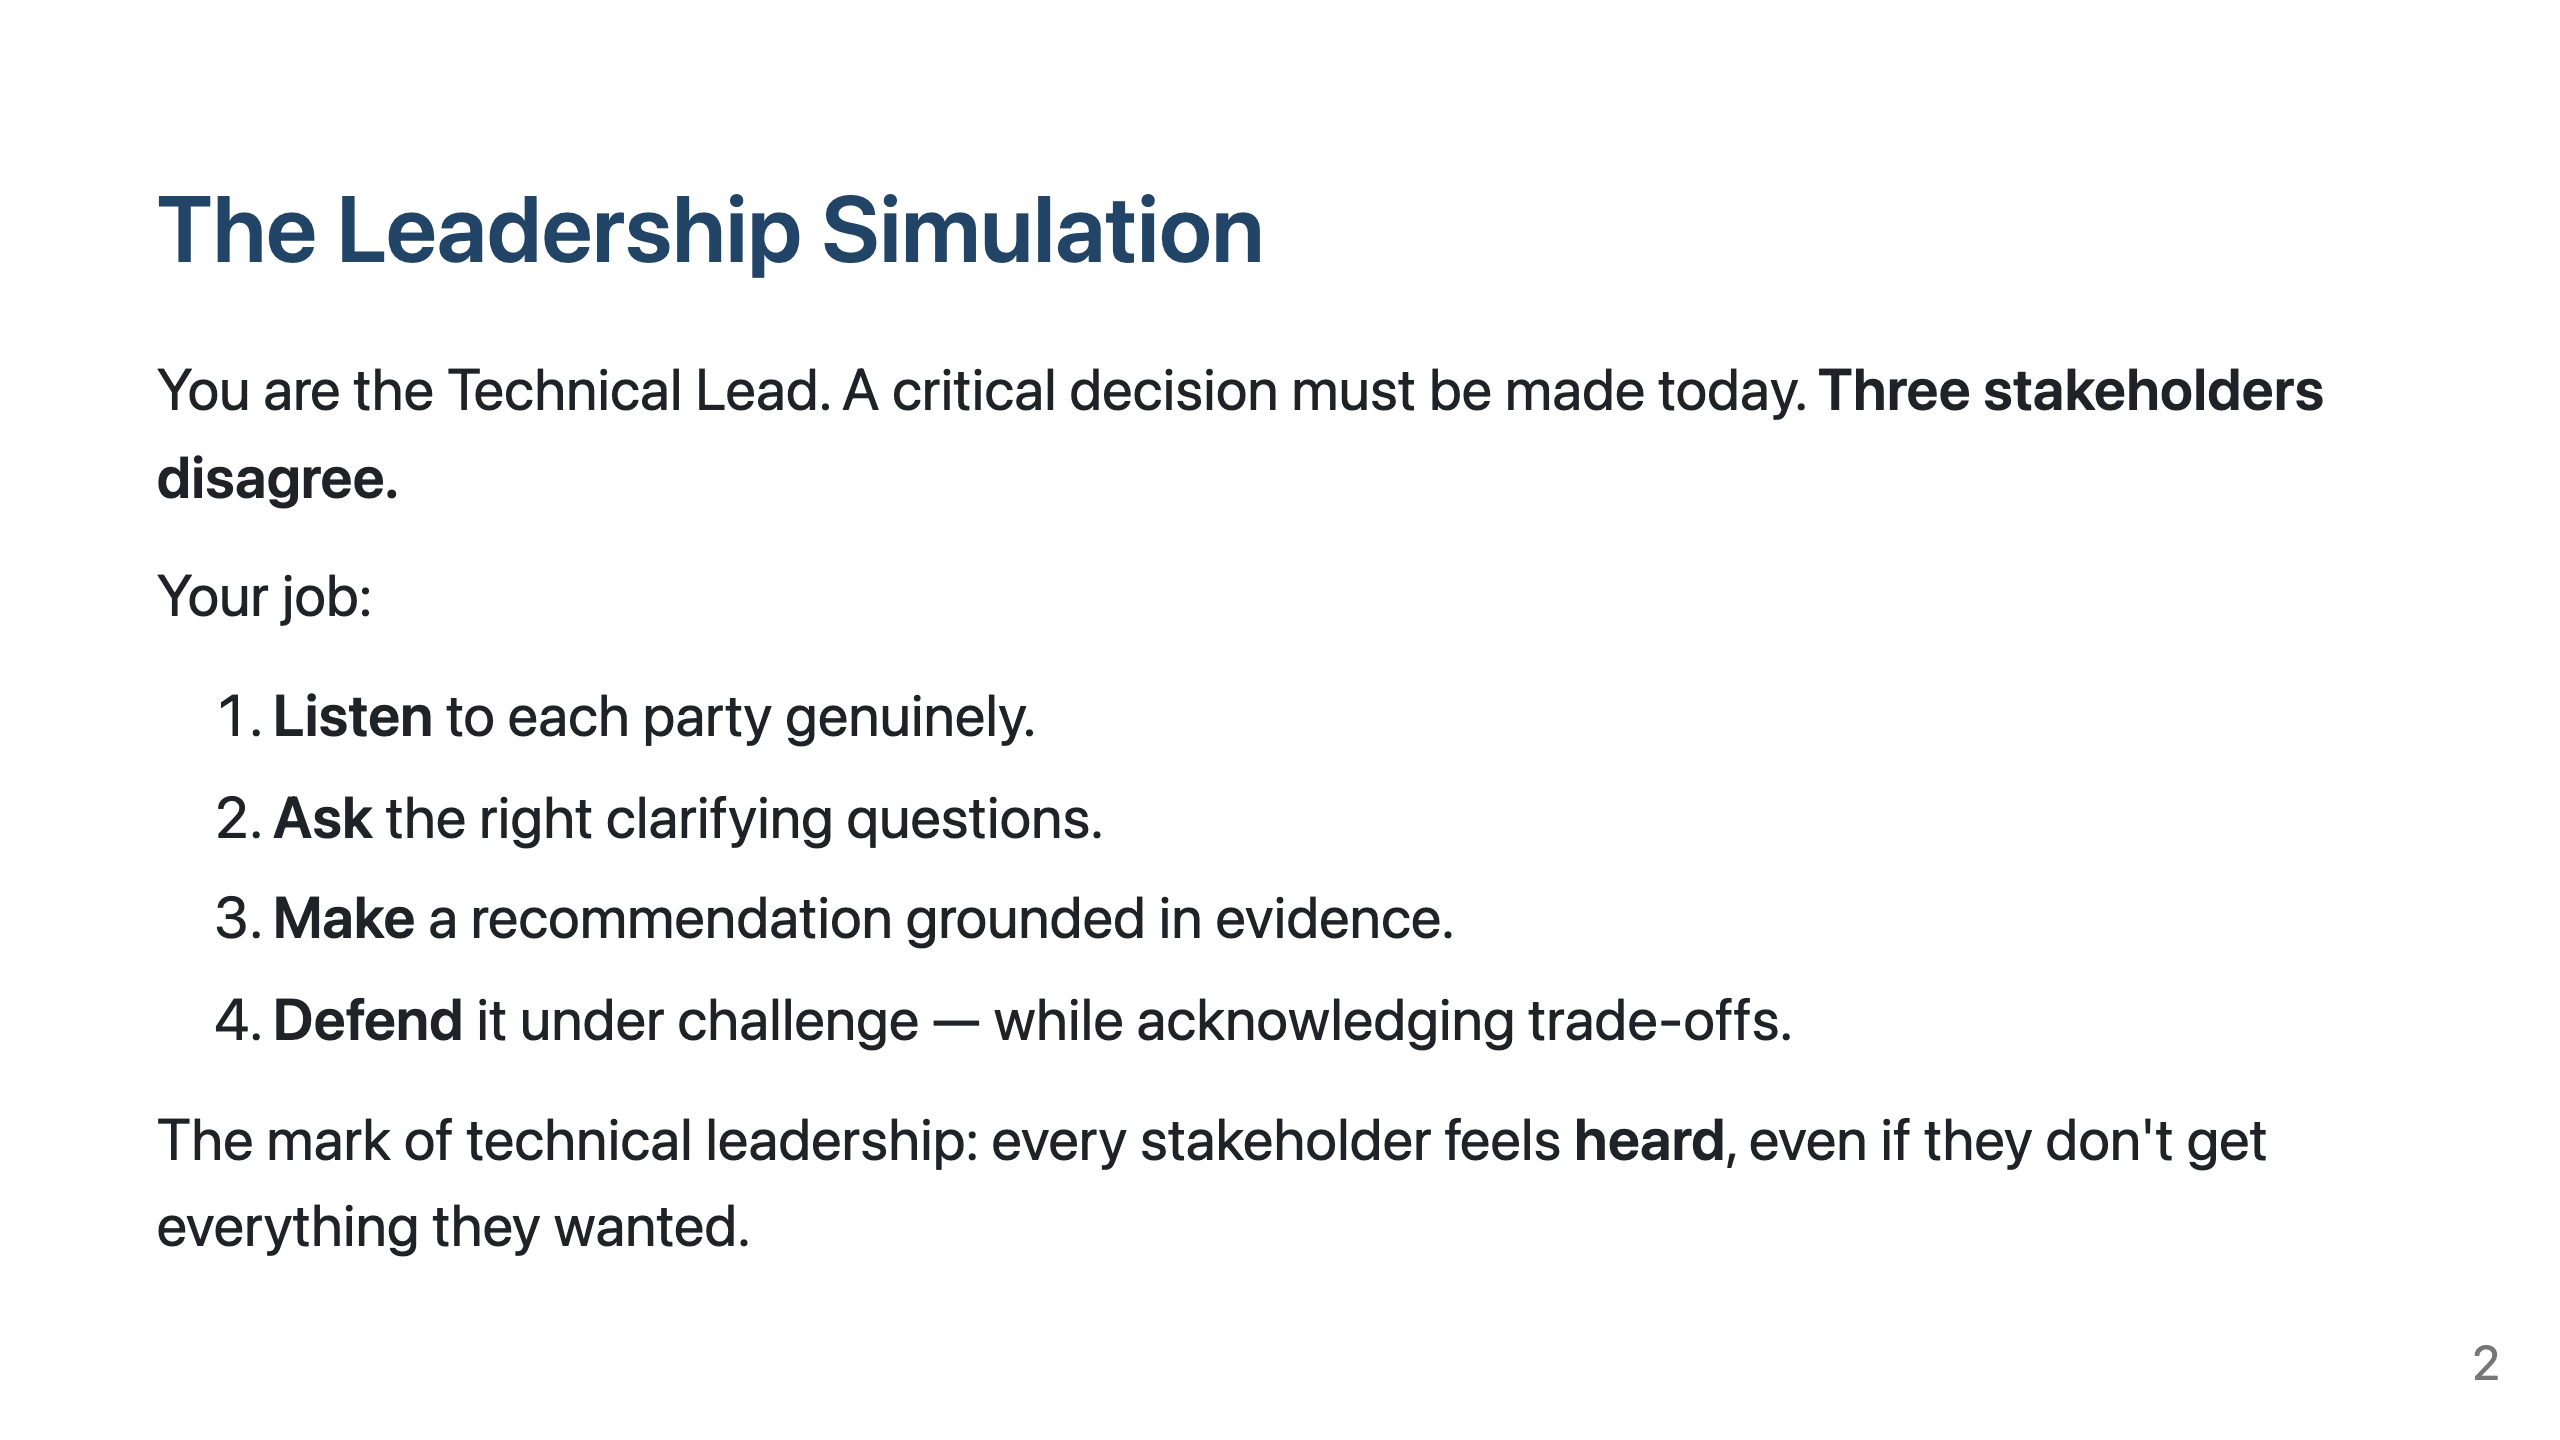 The Leadership Simulation
You are the Technical Lead. A critical decision must be made today. Three stakeholders
disagree.
Your job:
1. Listen to each party genuinely.
2. Ask the right clarifying questions.
3. Make a recommendation grounded in evidence.
4. Defend it under challenge — while acknowledging trade-offs.
The mark of technical leadership: every stakeholder feels heard, even if they don't get
everything they wanted.
2